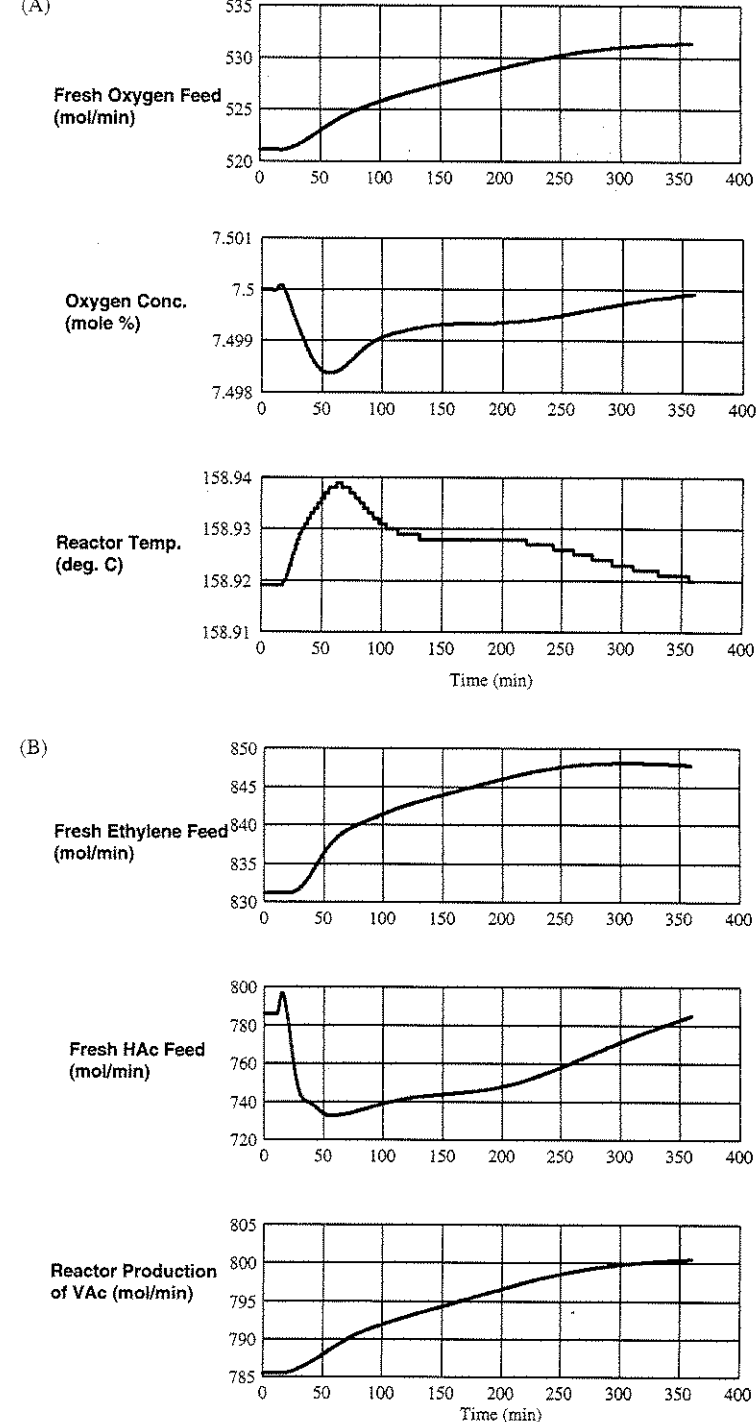 (A)
535
530
525
520
Fresh Oxygen Feed
(mol/min)
0 50 100 150 200 250 300 350 400
7.501
7.5
7.499
7.498
Oxygen Conc.
(mole %)
0 50 100 150 200 250 300 350 400
158.94
158.93
158.92
158.91
Reactor Temp.
(deg. C)
0 50 100 150 200 250 300 350 400
Time (min)
(B)
850
845
840
835
830
Fresh Ethylene Feed
(mol/min)
0 50 100 150 200 250 300 350 400
800
780
760
740
720
Fresh HAc Feed
(mol/min)
0 50 100 150 200 250 300 350 400
805
800
795
790
785
Reactor Production
of VAc (mol/min)
0 50 100 150 200 250 300 350 400
Time (min)